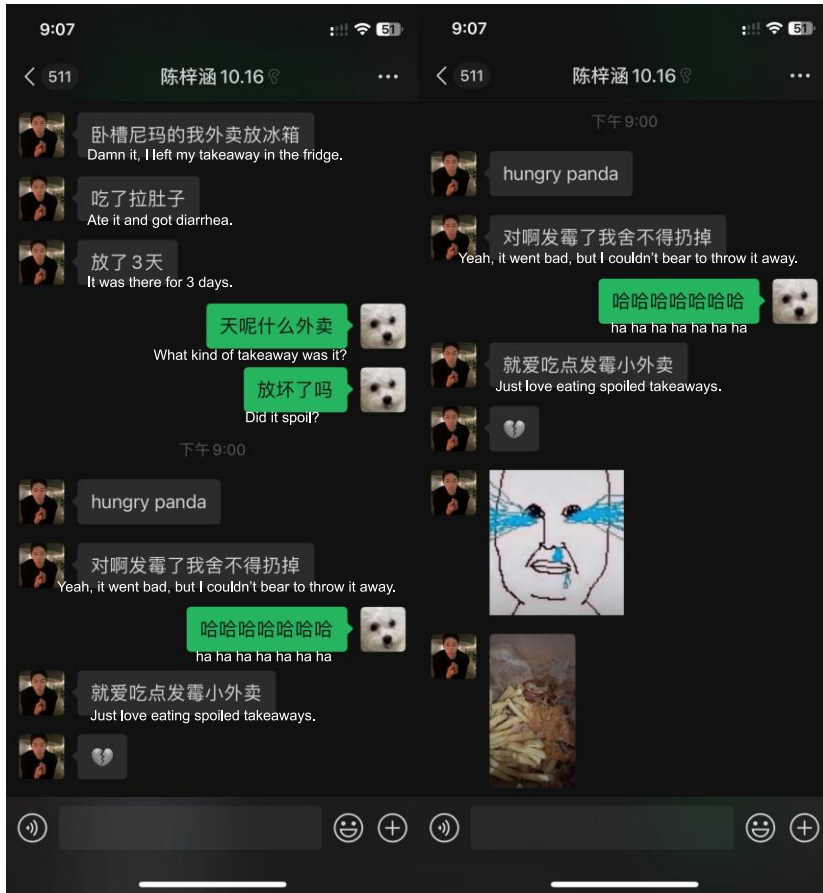 9:07
51
511
陈梓涵 10.16
卧槽尼玛的我外卖放冰箱
Damn it, I left my takeaway in the fridge.
吃了拉肚子
Ate it and got diarrhea.
放了3天
It was there for 3 days.
天呢什么外卖
What kind of takeaway was it?
放坏了吗
Did it spoil?
下午 9:00
hungry panda
对啊发霉了我舍不得扔掉
Yeah, it went bad, but I couldn't bear to throw it away.
哈哈哈哈哈哈哈
ha ha ha ha ha ha ha
就爱吃点发霉小外卖
Just love eating spoiled takeaways.
9:07
51
511
陈梓涵 10.16
下午 9:00
hungry panda
对啊发霉了我舍不得扔掉
Yeah, it went bad, but I couldn't bear to throw it away.
哈哈哈哈哈哈哈
ha ha ha ha ha ha ha
就爱吃点发霉小外卖
Just love eating spoiled takeaways.